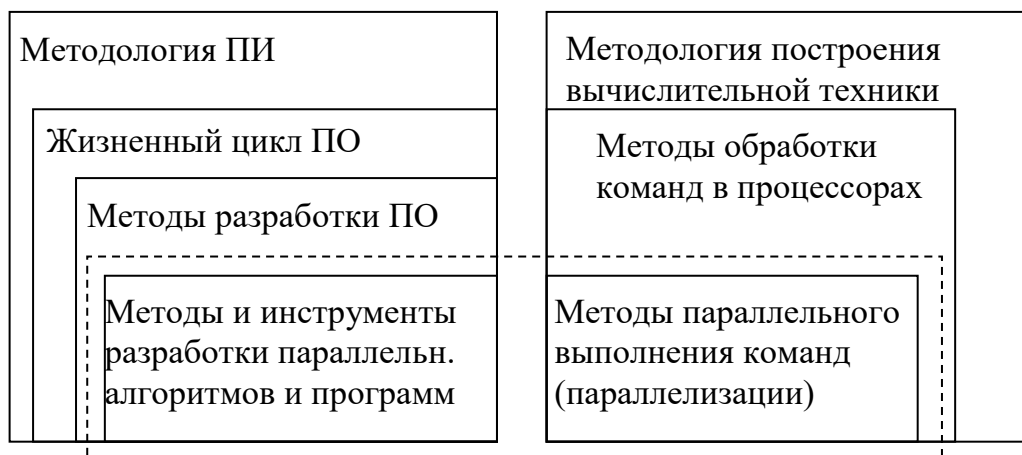 Методология ПИ
Жизненный цикл ПО
Методы разработки ПО
Методы и инструменты
разработки параллельн.
алгоритмов и программ
Методология построения
вычислительной техники
Методы обработки
команд в процессорах
Методы параллельного
выполнения команд
(параллелизации)